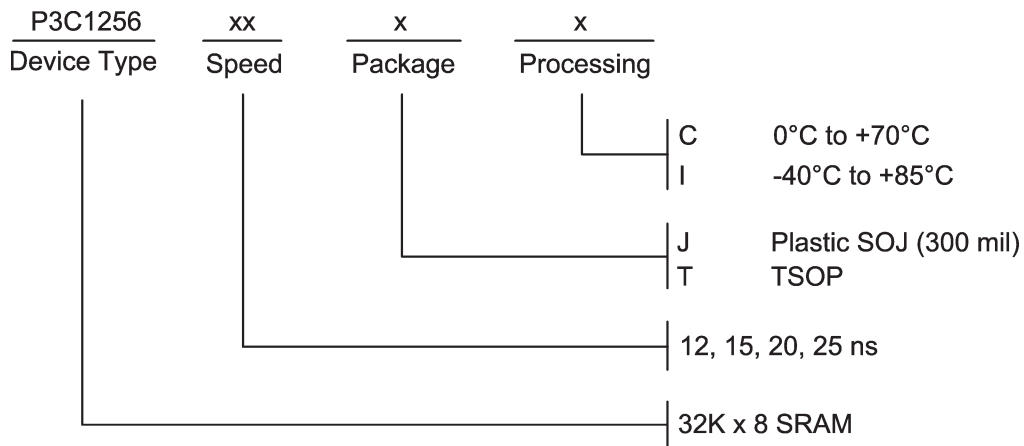 P3C1256 xx x x
Device Type Speed Package Processing
C 0°C to +70°C
I -40°C to +85°C
J Plastic SOJ (300 mil)
T TSOP
12, 15, 20, 25 ns
32K x 8 SRAM